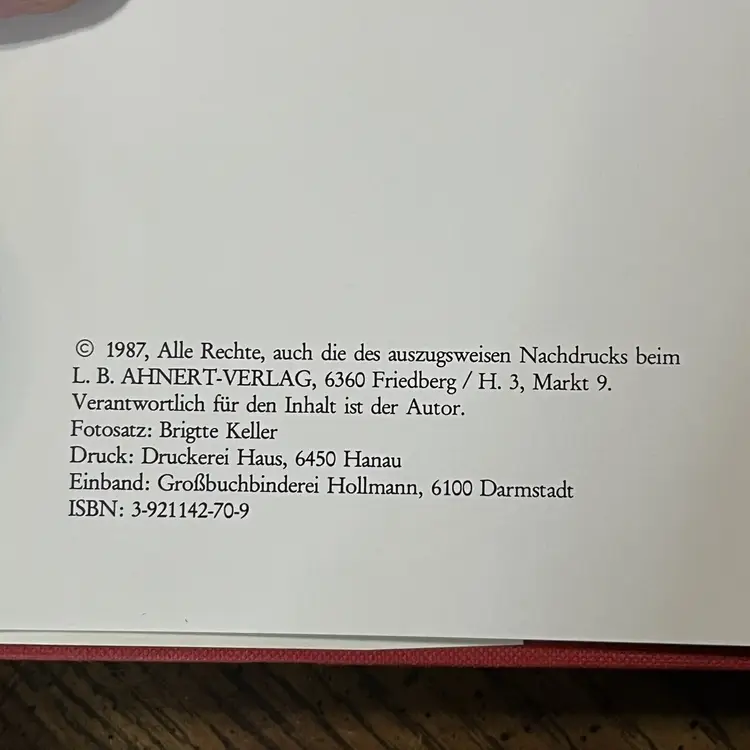 © 1987, Alle Rechte, auch die des auszugsweisen Nachdrucks beim
L. B. AHNERT-VERLAG, 6360 Friedberg / H. 3, Markt 9.
Verantwortlich für den Inhalt ist der Autor.
Fotosatz: Brigtte Keller
Druck: Druckerei Haus, 6450 Hanau
Einband: Großbuchbinderei Hollmann, 6100 Darmstadt
ISBN: 3-921142-70-9